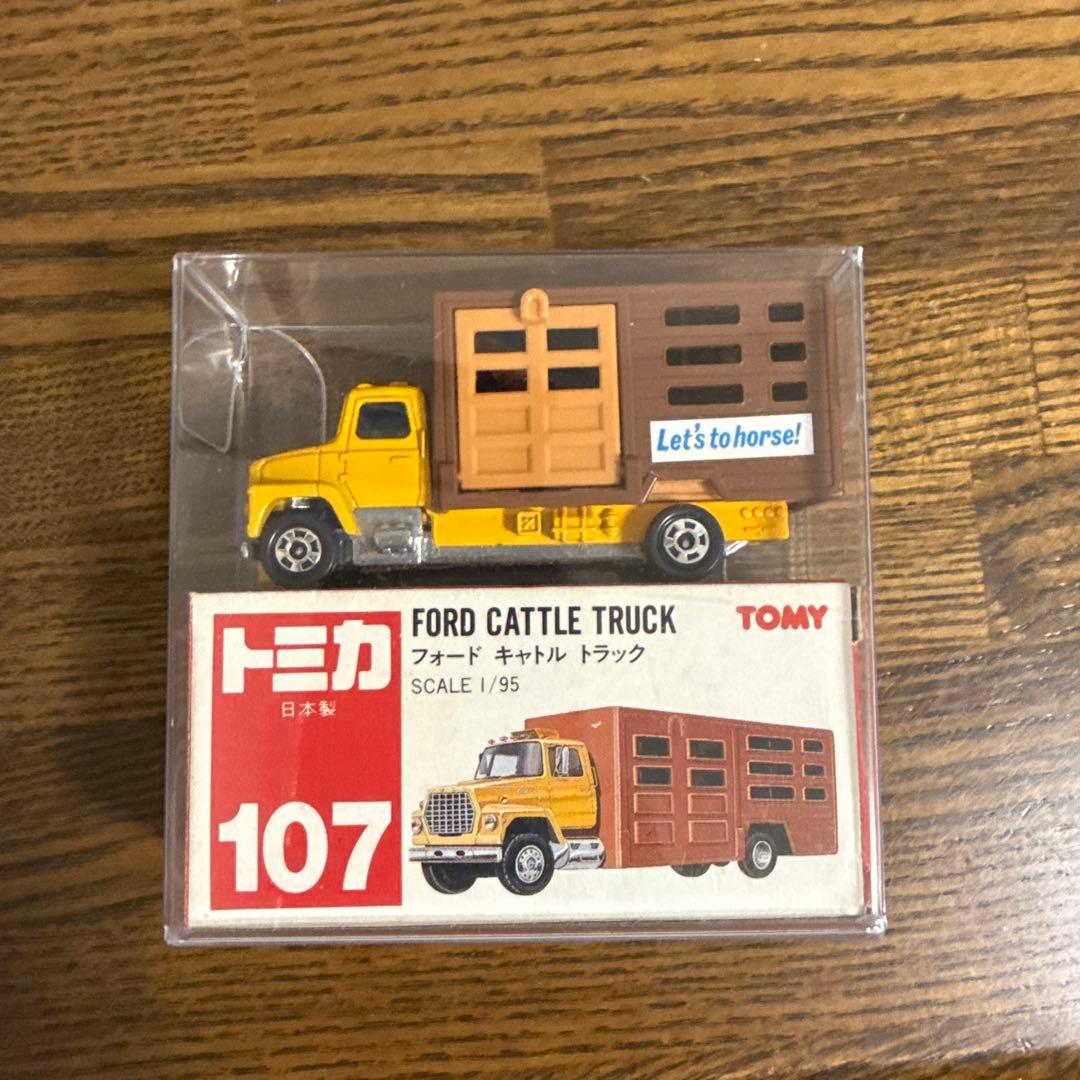 Let's to horse!
トミカ
日本製
107
FORD CATTLE TRUCK
フォード キャトル トラック
SCALE 1/95
TOMY